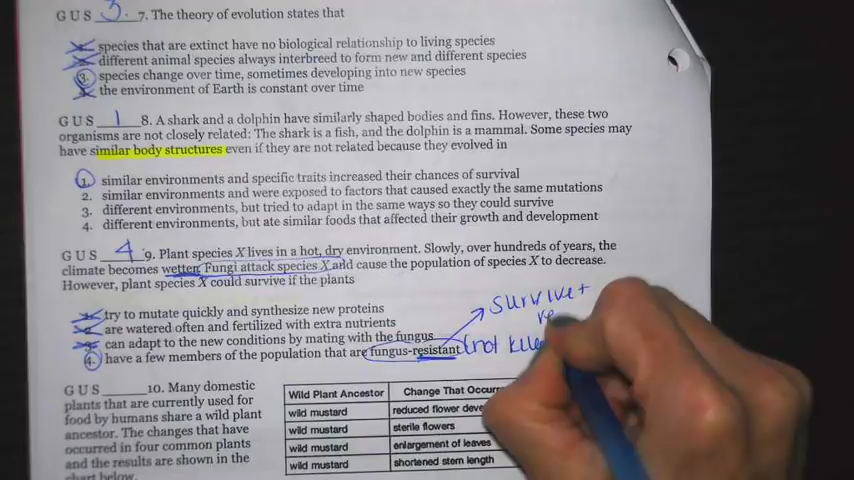 G U S 3. 7. The theory of evolution states that
1. species that are extinct have no biological relationship to living species
2. different animal species always interbreed to form new and different species
3. species change over time, sometimes developing into new species
4. the environment of Earth is constant over time
G U S 1 8. A shark and a dolphin have similarly shaped bodies and fins. However, these two
organisms are not closely related: The shark is a fish, and the dolphin is a mammal. Some species may
have similar body structures even if they are not related because they evolved in
1. similar environments and specific traits increased their chances of survival
2. similar environments and were exposed to factors that caused exactly the same mutations
3. different environments, but tried to adapt in the same ways so they could survive
4. different environments, but ate similar foods that affected their growth and development
G U S 4 9. Plant species X lives in a hot, dry environment. Slowly, over hundreds of years, the
climate becomes wetter. Fungi attack species X and cause the population of species X to decrease.
However, plant species X could survive if the plants
survive +
re
try to mutate quickly and synthesize new proteins
are watered often and fertilized with extra nutrients
can adapt to the new conditions by mating with the fungus
4. have a few members of the population that are fungus-resistant (not kille
G U S 10. Many domestic
plants that are currently used for
food by humans share a wild plant
ancestor. The changes that have
occurred in four common plants
and the results are shown in the
chart below.
Wild Plant Ancestor Change That Occurr
wild mustard reduced flower deve
wild mustard sterile flowers
wild mustard enlargement of leaves
wild mustard shortened stem length